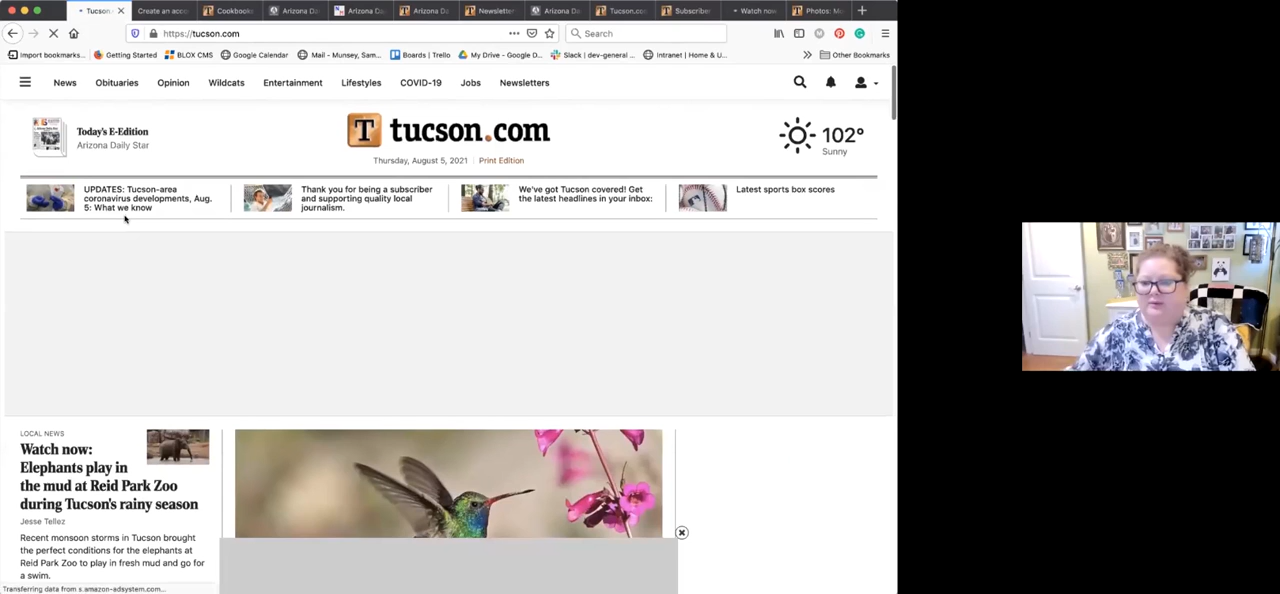 Tucson.
Create an acc
Cookbooks
Arizona Da
Arizona Da
Arizona Da
Newslette
Arizona Da
Tucson.co
Subscribe
Watch now
Photos: M
https://tucson.com
Search
Import bookmarks...
Getting Started
BLOX CMS
Google Calendar
Mail - Munsey, Sam...
Boards | Trello
My Drive - Google D...
Slack | dev-general ...
Intranet | Home & U...
Other Bookmarks
News
Obituaries
Opinion
Wildcats
Entertainment
Lifestyles
COVID-19
Jobs
Newsletters
Today's E-Edition
Arizona Daily Star
T tucson.com
Thursday, August 5, 2021 | Print Edition
102°
Sunny
UPDATES: Tucson-area
coronavirus developments, Aug.
5: What we know
Thank you for being a subscriber
and supporting quality local
journalism.
We've got Tucson covered! Get
the latest headlines in your inbox:
Latest sports box scores
LOCAL NEWS
Watch now:
Elephants play in
the mud at Reid Park Zoo
during Tucson's rainy season
Jesse Tellez
Recent monsoon storms in Tucson brought
the perfect conditions for the elephants at
Reid Park Zoo to play in fresh mud and go for
a swim.
Transferring data from s.amazon-adsystem.com...